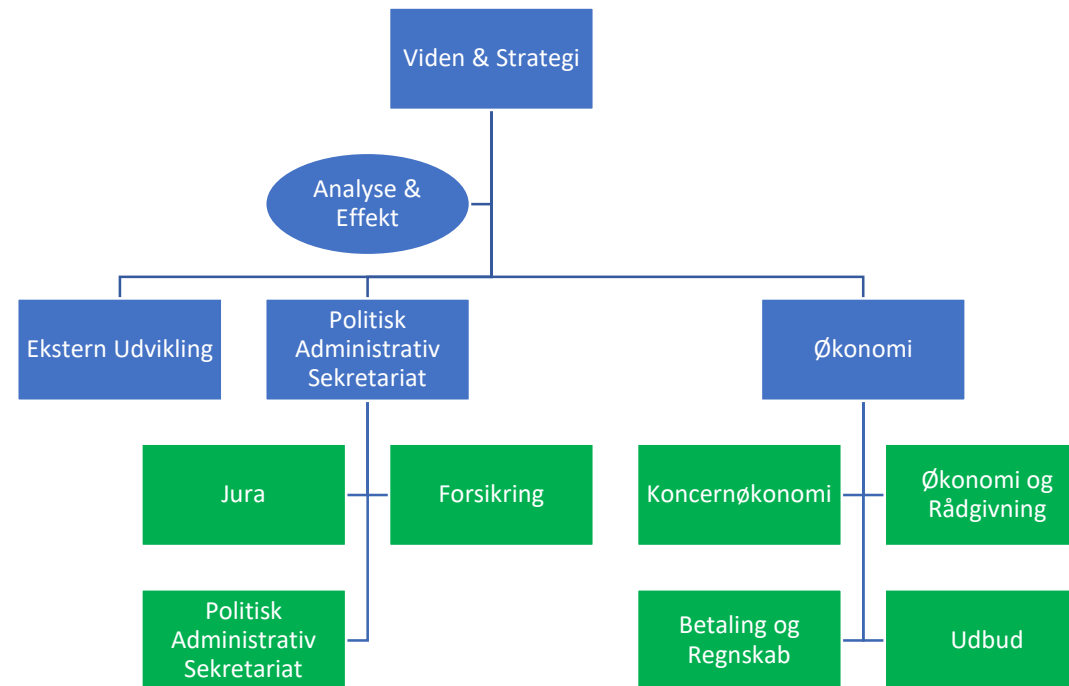 Viden & Strategi
Analyse &
Effekt
Ekstern Udvikling
Politisk
Administrativ
Sekretariat
Økonomi
Jura
Forsikring
Koncernøkonomi
Økonomi og
Rådgivning
Politisk
Administrativ
Sekretariat
Betaling og
Regnskab
Udbud